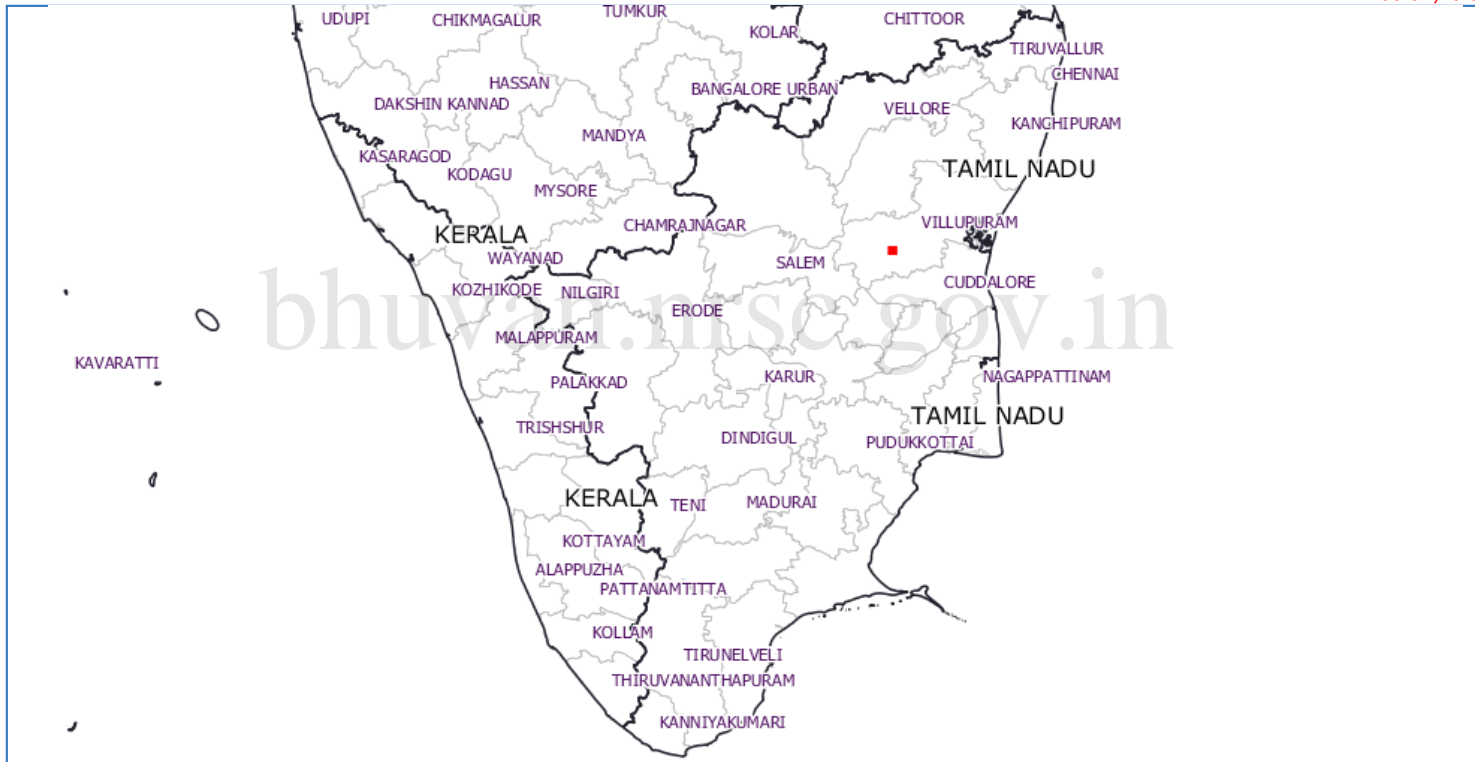 UDUPI
CHIKMAGALUR
TUMKUR
KOLAR
CHITTOOR
TIRUVALLUR
CHENNAI
HASSAN
BANGALORE URBAN
DAKSHIN KANNAD
VELLORE
KANCHIPURAM
MANDYA
KASARAGOD
KODAGU
TAMIL NADU
MYSORE
CHAMRAJNAGAR
VILLUPURAM
KERALA
WAYANAD
SALEM
KOZHIKODE
NILGIRI
CUDDALORE
ERODE
bhuvan.nrsc.gov.in
MALAPPURAM
KAVARATTI
PALAKKAD
KARUR
NAGAPPATTINAM
TAMIL NADU
TRISHSHUR
DINDIGUL
PUDUKKOTTAI
KERALA
TENI
MADURAI
KOTTAYAM
ALAPPUZHA
PATTANAMTITTA
KOLLAM
TIRUNELVELI
THIRUVANANTHAPURAM
KANNIYAKUMARI